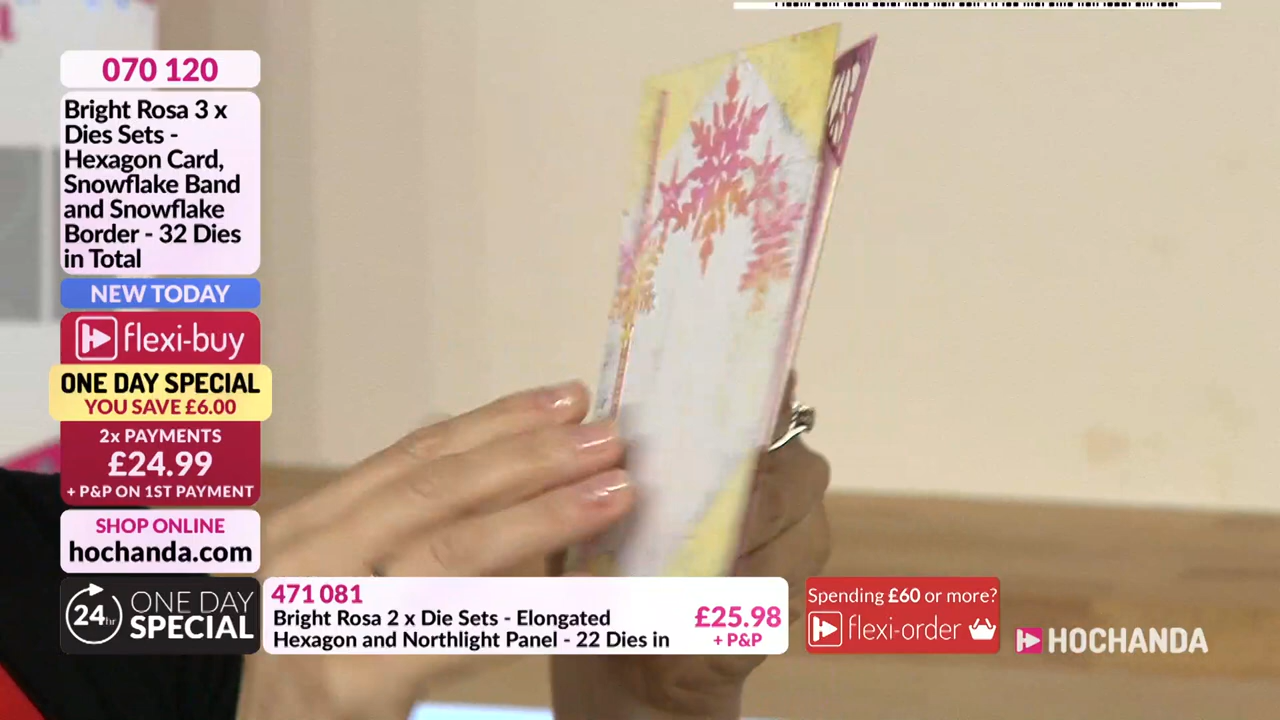 070 120
Bright Rosa 3 x
Dies Sets -
Hexagon Card,
Snowflake Band
and Snowflake
Border - 32 Dies
in Total
NEW TODAY
flexi-buy
ONE DAY SPECIAL
YOU SAVE £6.00
2x PAYMENTS
£24.99
+ P&P ON 1ST PAYMENT
SHOP ONLINE
hochanda.com
24hr
ONE DAY
SPECIAL
471 081
Bright Rosa 2 x Die Sets - Elongated
Hexagon and Northlight Panel - 22 Dies in
£25.98
+ P&P
Spending £60 or more?
flexi-order
HOCHANDA